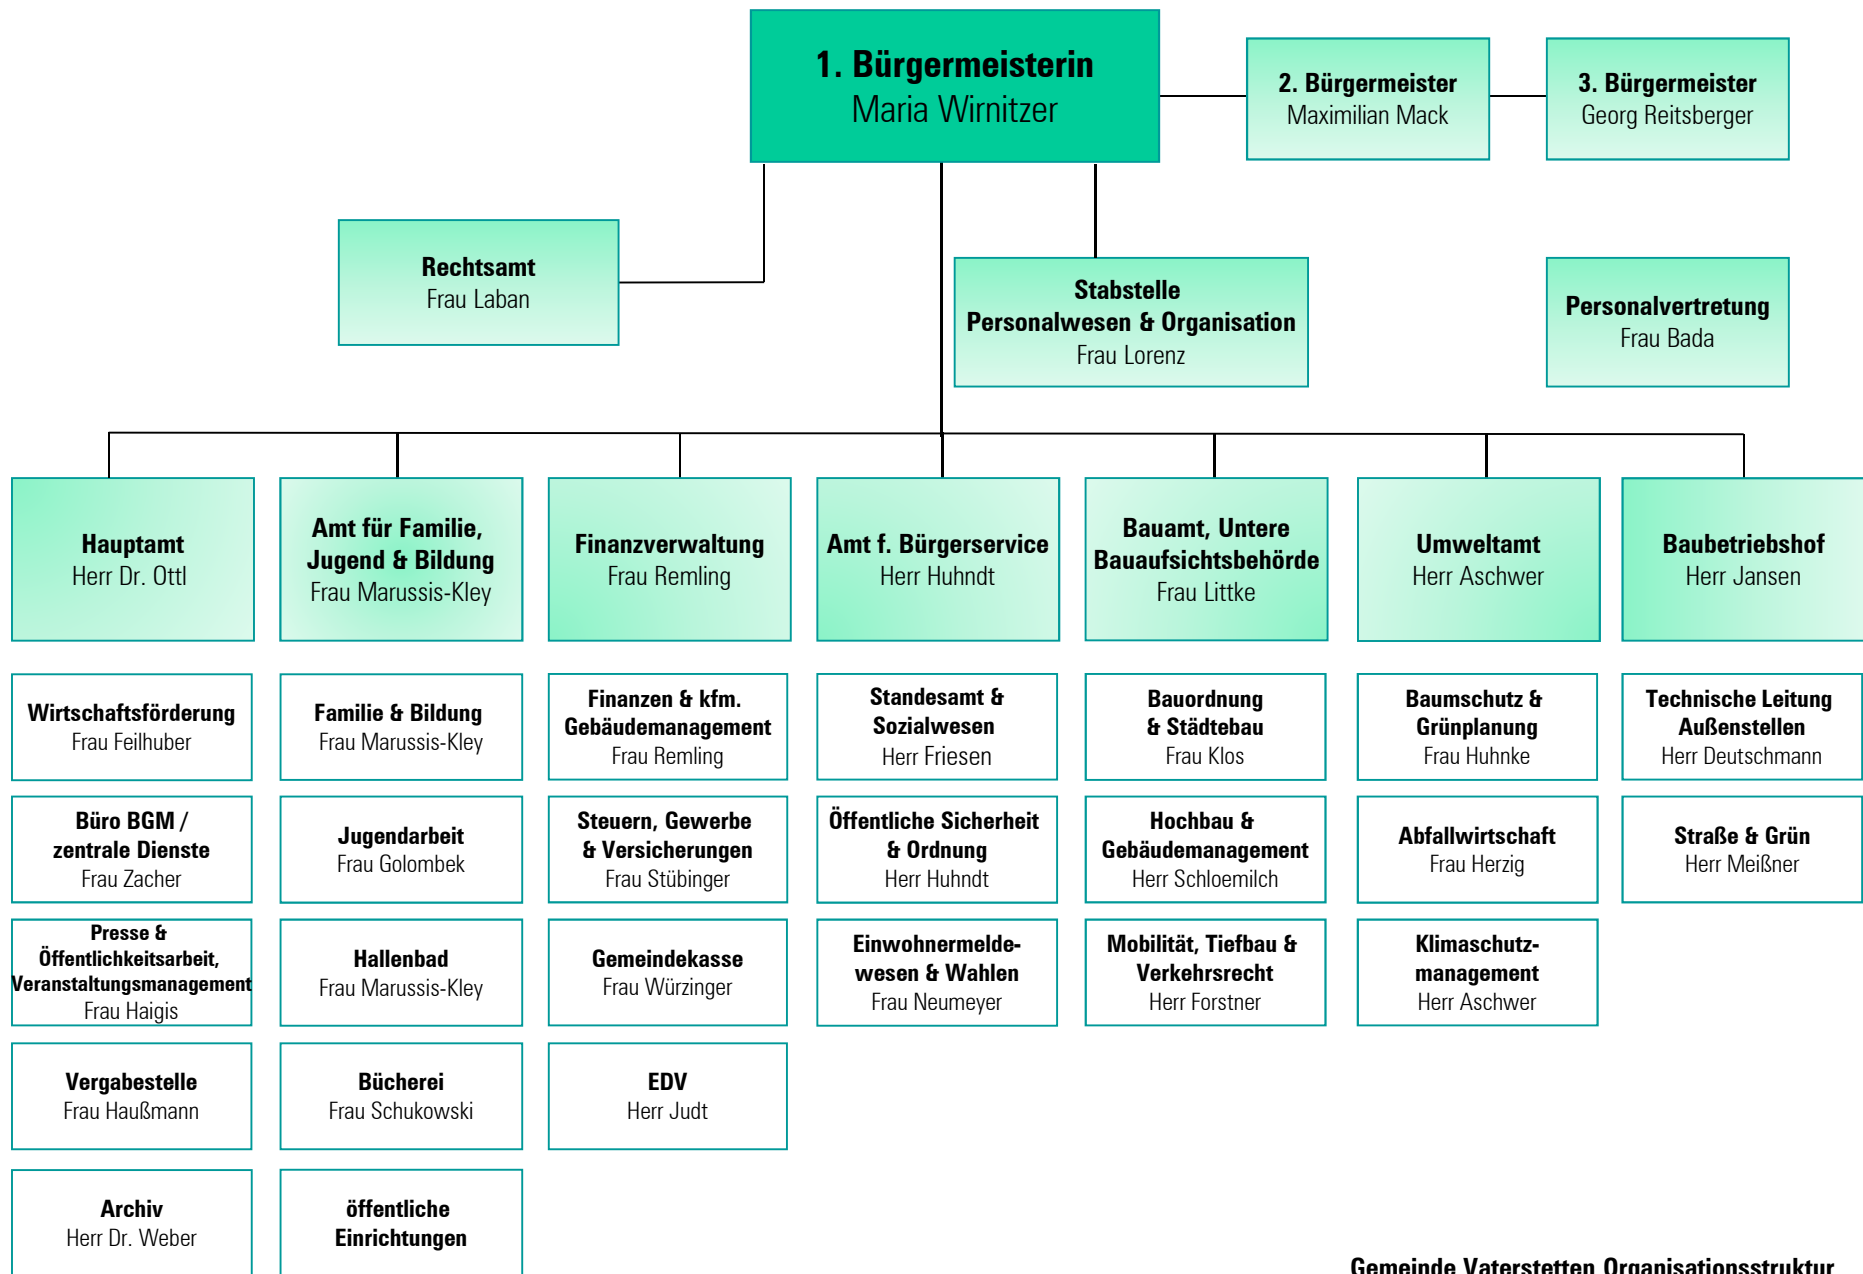 1. Bürgermeisterin
Maria Wirnitzer
2. Bürgermeister
Maximilian Mack
3. Bürgermeister
Georg Reitsberger
Rechtsamt
Frau Laban
Stabstelle
Personalwesen & Organisation
Frau Lorenz
Personalvertretung
Frau Bada
Hauptamt
Herr Dr. Ottl
Amt für Familie,
Jugend & Bildung
Frau Marussis-Kley
Finanzverwaltung
Frau Remling
Amt f. Bürgerservice
Herr Huhndt
Bauamt, Untere
Bauaufsichtsbehörde
Frau Littke
Umweltamt
Herr Aschwer
Baubetriebshof
Herr Jansen
Wirtschaftsförderung
Frau Feilhuber
Familie & Bildung
Frau Marussis-Kley
Finanzen & kfm.
Gebäudemanagement
Frau Remling
Standesamt &
Sozialwesen
Herr Friesen
Bauordnung
& Städtebau
Frau Klos
Baumschutz &
Grünplanung
Frau Huhnke
Technische Leitung
Außenstellen
Herr Deutschmann
Büro BGM /
zentrale Dienste
Frau Zacher
Jugendarbeit
Frau Golombek
Steuern, Gewerbe
& Versicherungen
Frau Stübinger
Öffentliche Sicherheit
& Ordnung
Herr Huhndt
Hochbau &
Gebäudemanagement
Herr Schloemilch
Abfallwirtschaft
Frau Herzig
Straße & Grün
Herr Meißner
Presse &
Öffentlichkeitsarbeit,
Veranstaltungsmanagement
Frau Haigis
Hallenbad
Frau Marussis-Kley
Gemeindekasse
Frau Würzinger
Einwohnermelde-
wesen & Wahlen
Frau Neumeyer
Mobilität, Tiefbau &
Verkehrsrecht
Herr Forstner
Klimaschutz-
management
Herr Aschwer
Vergabestelle
Frau Haußmann
Bücherei
Frau Schukowski
EDV
Herr Judt
Archiv
Herr Dr. Weber
öffentliche
Einrichtungen
Gemeinde Vaterstetten Organisationsstruktur